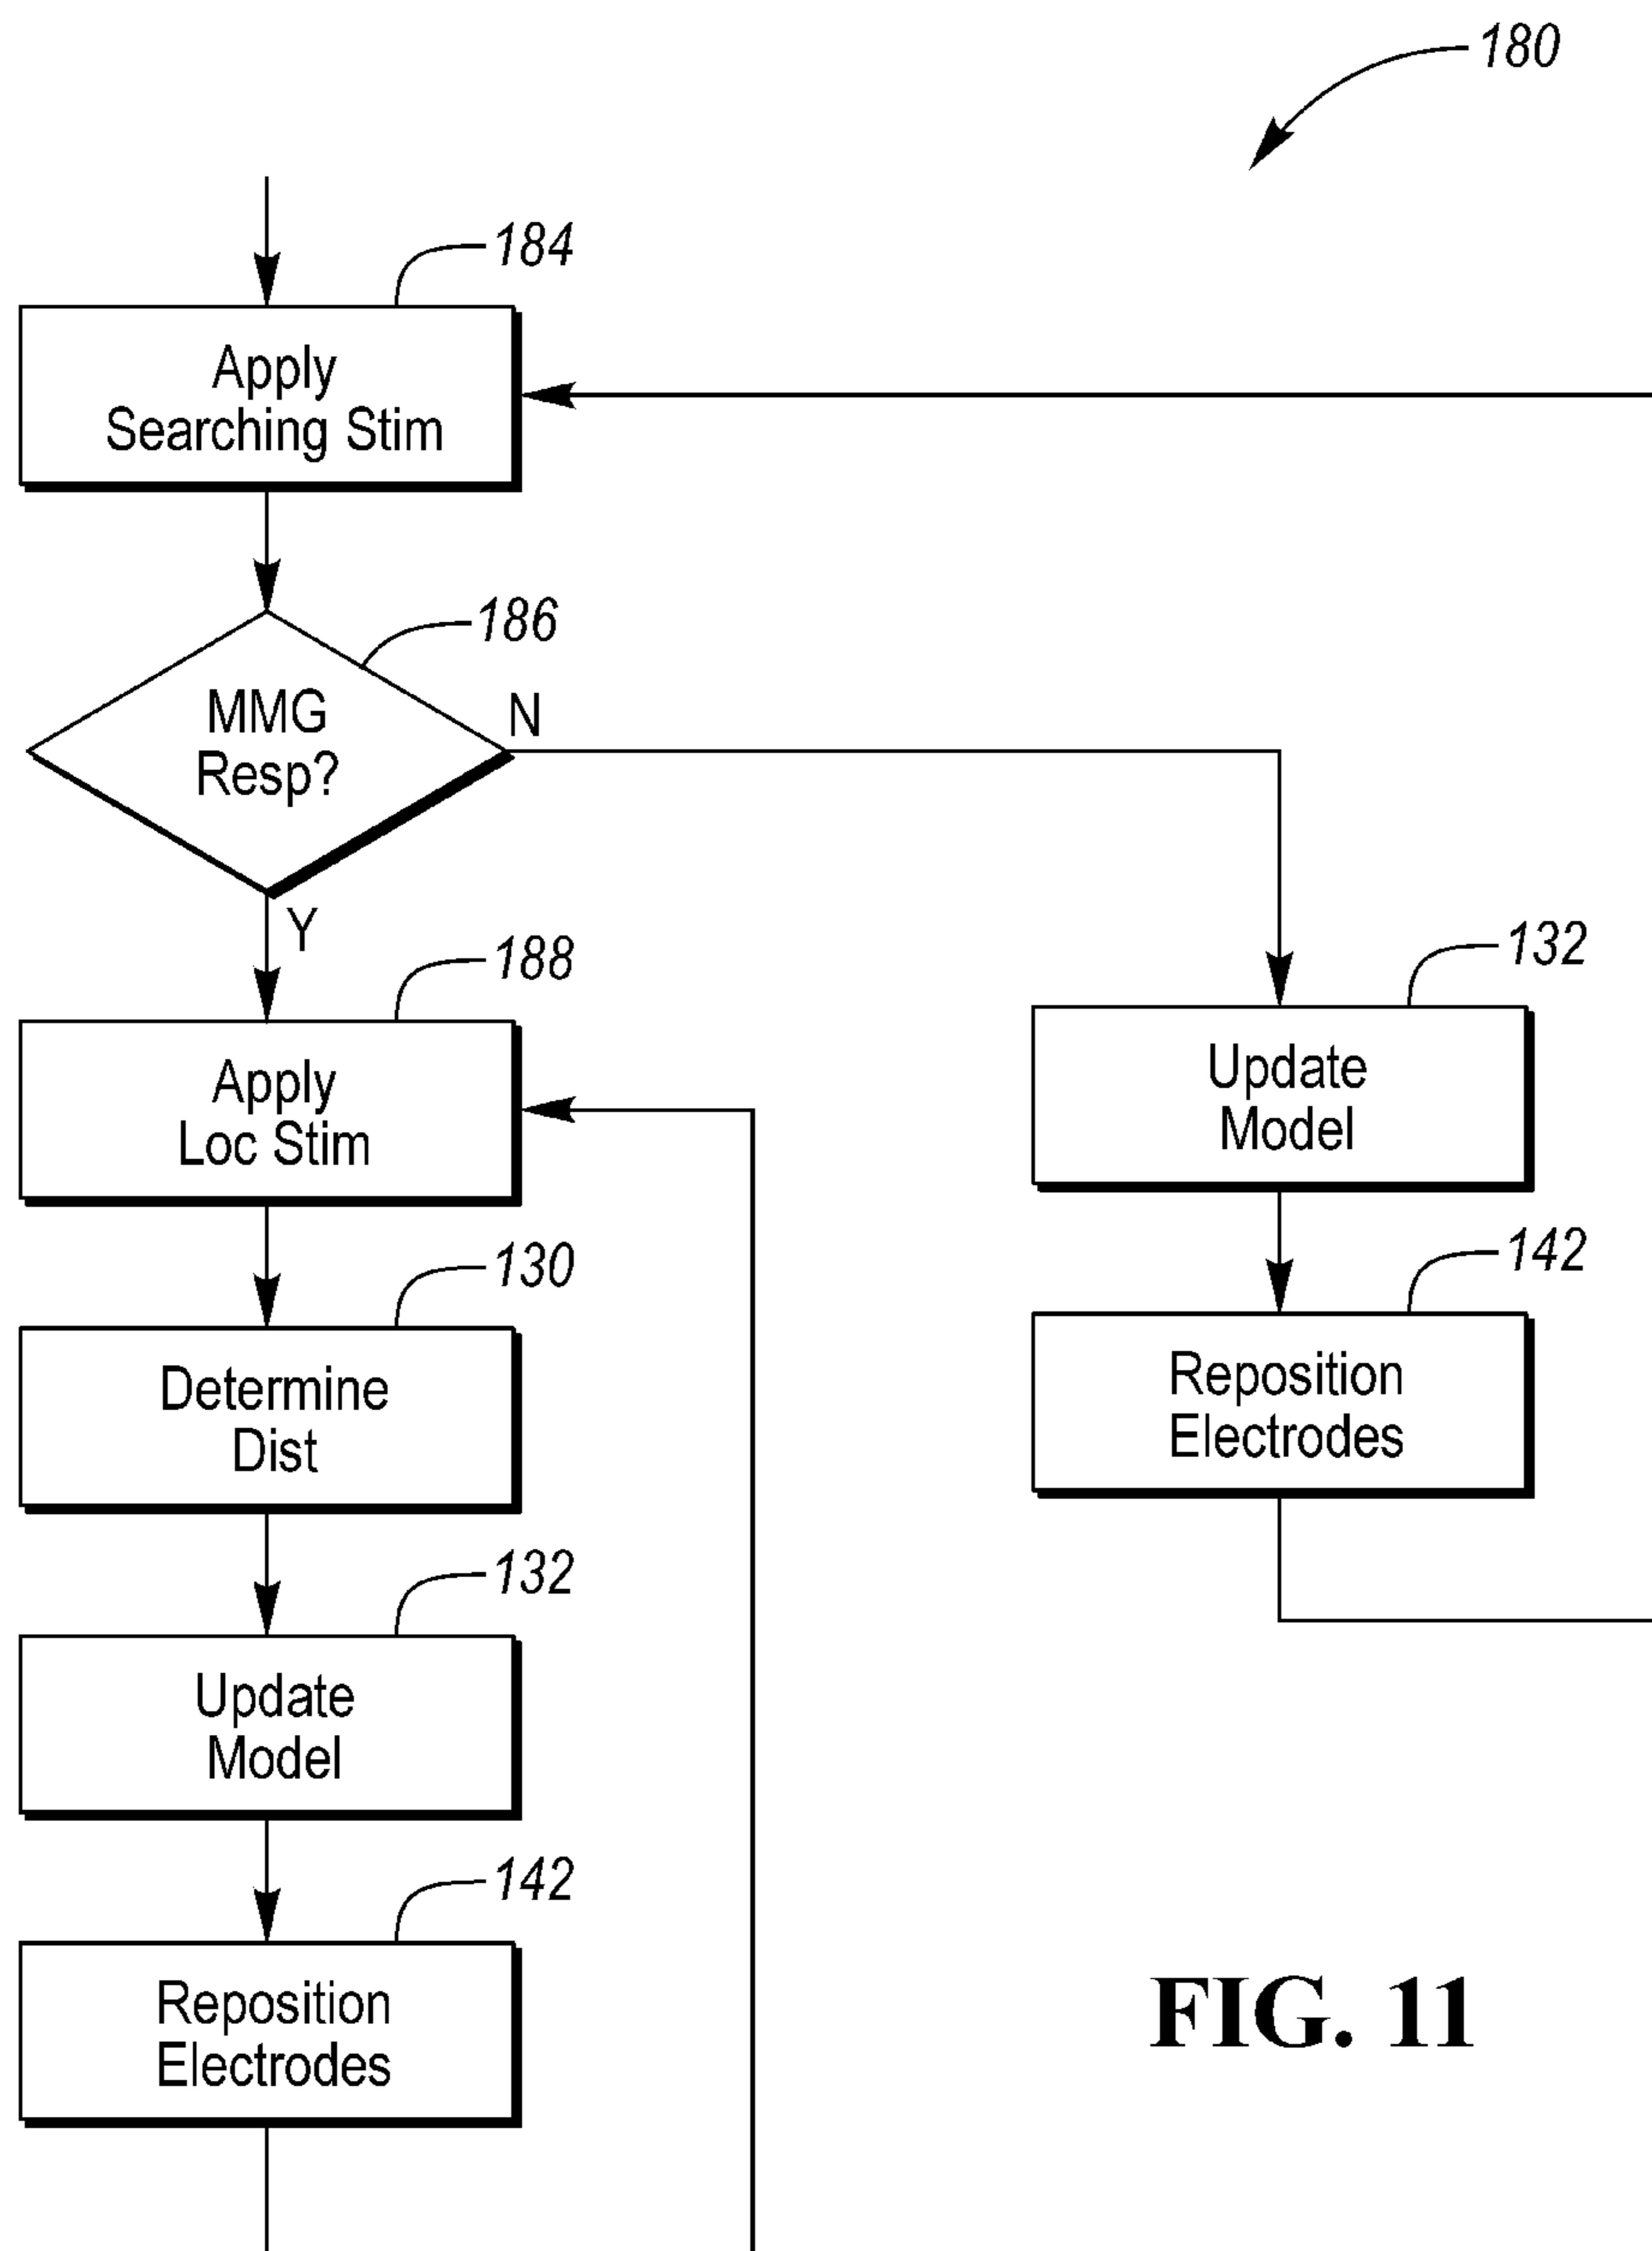 180
184
Apply
Searching Stim
186
MMG
Resp?
N
Y
188
Apply
Loc Stim
132
Update
Model
130
Determine
Dist
142
Reposition
Electrodes
132
Update
Model
142
Reposition
Electrodes
FIG. 11